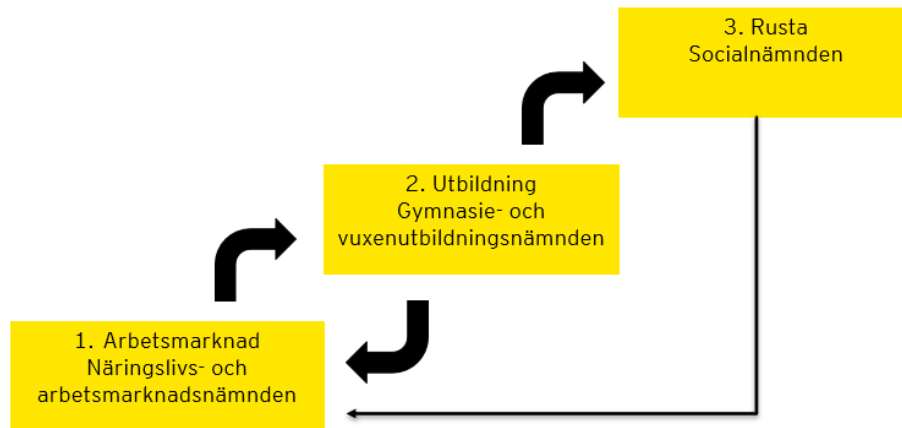 3. Rusta
Socialnämnden
2. Utbildning
Gymnasie- och
vuxenutbildningsnämnden
1. Arbetsmarknad
Näringslivs- och
arbetsmarknadsnämnden